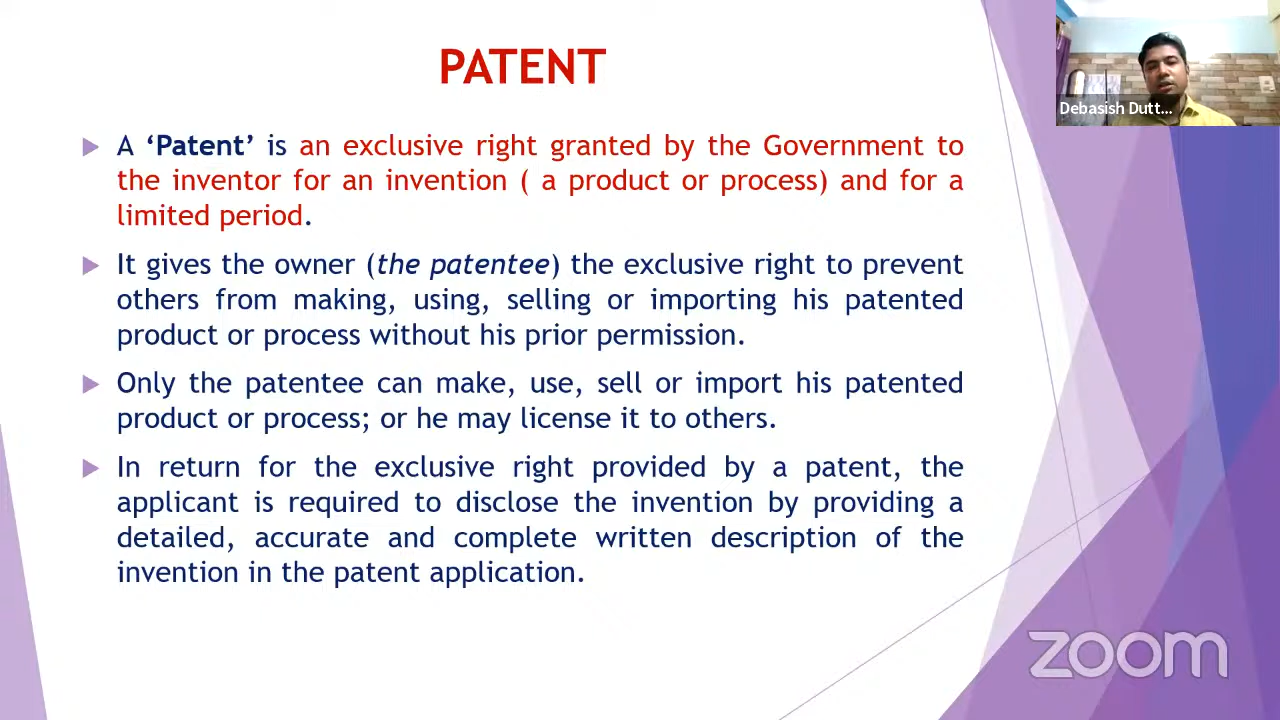 PATENT
A ‘Patent’ is an exclusive right granted by the Government to
the inventor for an invention ( a product or process) and for a
limited period.
It gives the owner (the patentee) the exclusive right to prevent
others from making, using, selling or importing his patented
product or process without his prior permission.
Only the patentee can make, use, sell or import his patented
product or process; or he may license it to others.
In return for the exclusive right provided by a patent, the
applicant is required to disclose the invention by providing a
detailed, accurate and complete written description of the
invention in the patent application.
Debasish Dutt...
zoom